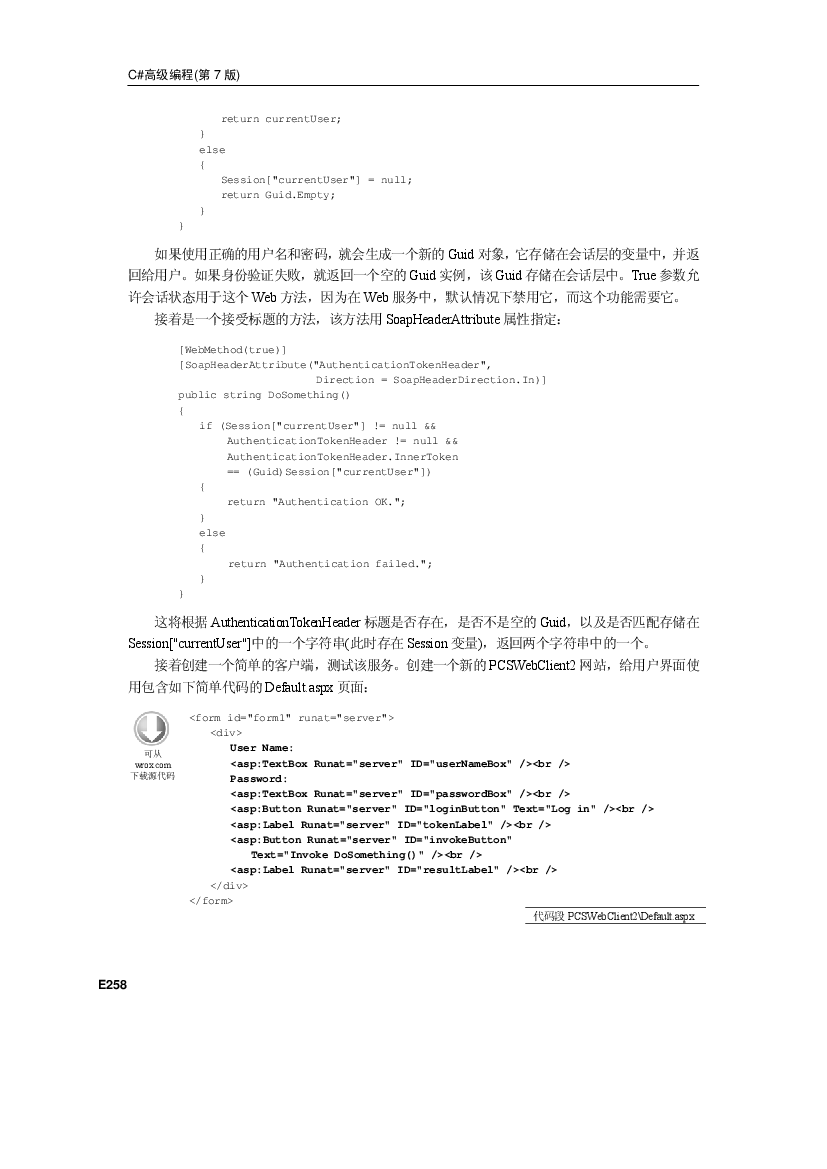 C#高级编程(第 7 版)
return currentUser;
}
else
{
Session["currentUser"] = null;
return Guid.Empty;
}
}
如果使用正确的用户名和密码，就会生成一个新的 Guid 对象，它存储在会话层的变量中，并返
回给用户。如果身份验证失败，就返回一个空的 Guid 实例，该 Guid 存储在会话层中。True 参数允
许会话状态用于这个 Web 方法，因为在 Web 服务中，默认情况下禁用它，而这个功能需要它。
接着是一个接受标题的方法，该方法用 SoapHeaderAttribute 属性指定：
[WebMethod(true)]
[SoapHeaderAttribute("AuthenticationTokenHeader",
Direction = SoapHeaderDirection.In)]
public string DoSomething()
{
if (Session["currentUser"] != null &&
AuthenticationTokenHeader != null &&
AuthenticationTokenHeader.InnerToken
== (Guid)Session["currentUser"])
{
return "Authentication OK.";
}
else
{
return "Authentication failed.";
}
}
这将根据 AuthenticationTokenHeader 标题是否存在，是否不是空的 Guid，以及是否匹配存储在
Session["currentUser"]中的一个字符串(此时存在 Session 变量)，返回两个字符串中的一个。
接着创建一个简单的客户端，测试该服务。创建一个新的 PCSWebClient2 网站，给用户界面使
用包含如下简单代码的 Default.aspx 页面：
可从
wrox.com
下载源代码
<form id="form1" runat="server">
<div>
User Name:
<asp:TextBox Runat="server" ID="userNameBox" /><br />
Password:
<asp:TextBox Runat="server" ID="passwordBox" /><br />
<asp:Button Runat="server" ID="loginButton" Text="Log in" /><br />
<asp:Label Runat="server" ID="tokenLabel" /><br />
<asp:Button Runat="server" ID="invokeButton"
Text="Invoke DoSomething()" /><br />
<asp:Label Runat="server" ID="resultLabel" /><br />
</div>
</form>
代码段 PCSWebClient2\Default.aspx
E258